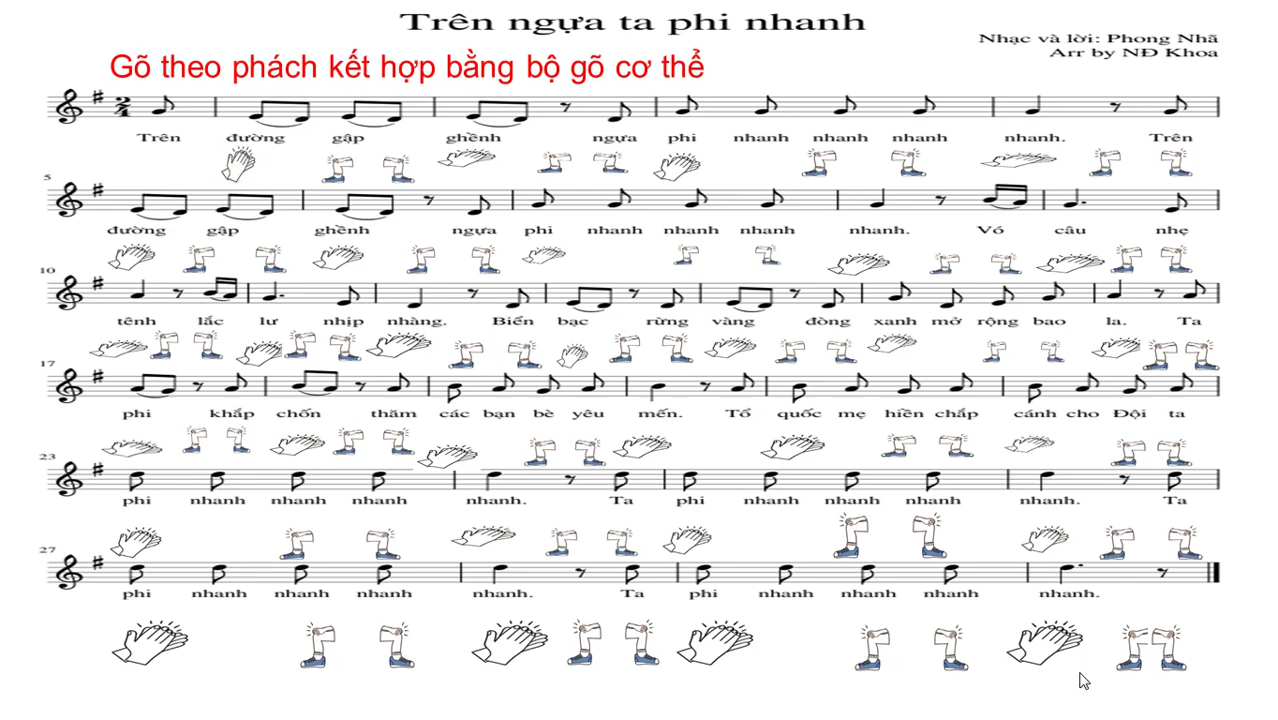 Trên ngựa ta phi nhanh
Nhạc và lời: Phong Nhã
Arr by NĐ Khoa
Gõ theo phách kết hợp bằng bộ gõ cơ thể
2
4
Trên đường gập ghềnh ngựa phi nhanh nhanh nhanh nhanh. Trên
5
đường gập ghềnh ngựa phi nhanh nhanh nhanh nhanh. Vó câu nhẹ
10
tênh lắc lư nhịp nhàng. Biển bạc rừng vàng đồng xanh mở rộng bao la. Ta
17
phi khắp chốn thăm các bạn bè yêu mến. Tổ quốc mẹ hiền chắp cánh cho Đội ta
23
phi nhanh nhanh nhanh nhanh. Ta phi nhanh nhanh nhanh nhanh. Ta
27
phi nhanh nhanh nhanh nhanh. Ta phi nhanh nhanh nhanh nhanh.